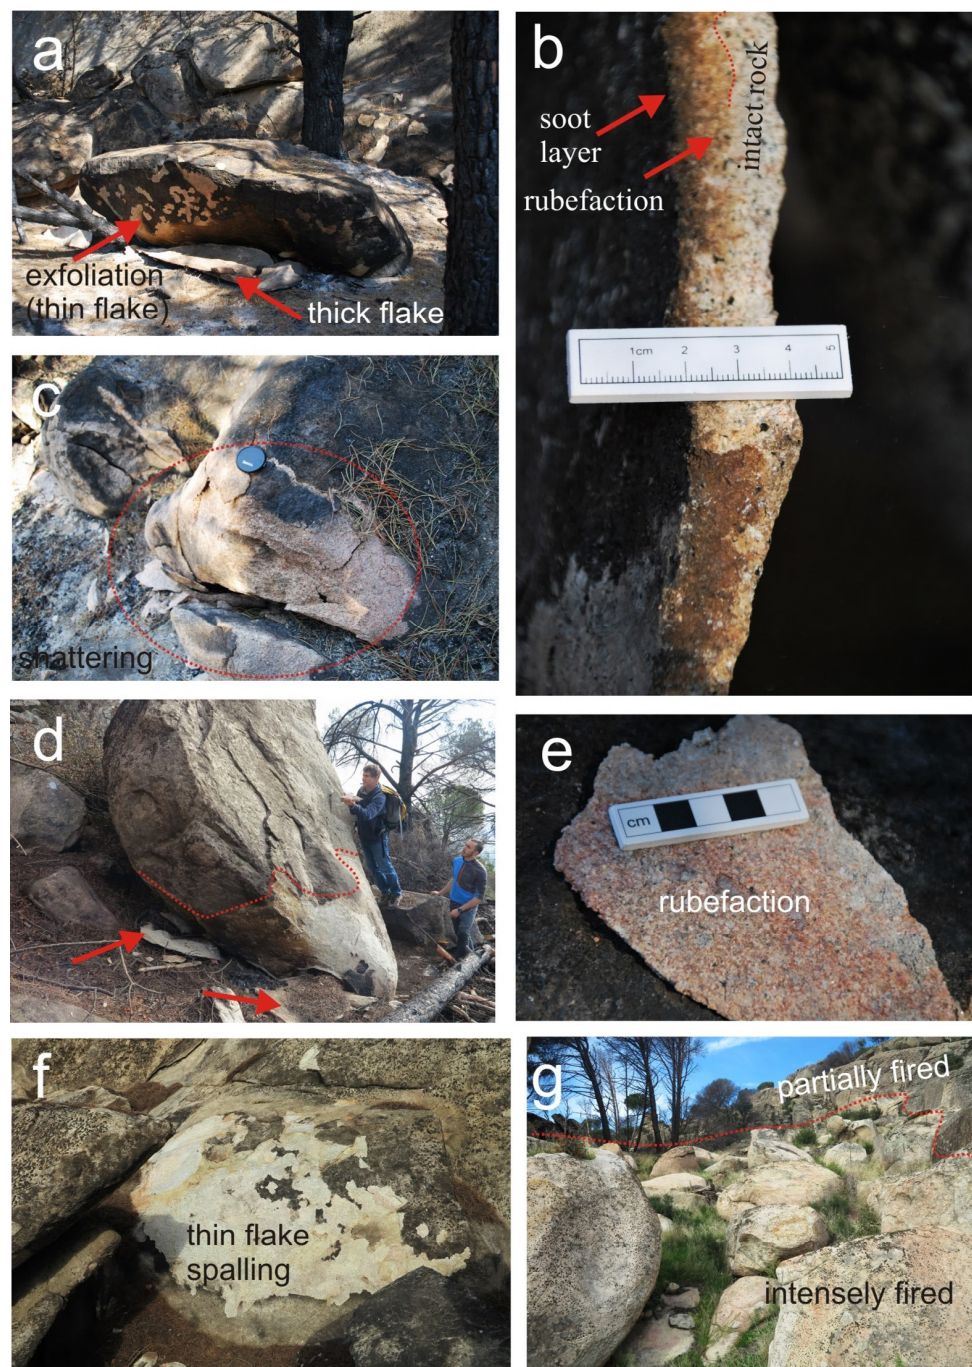 a
exfoliation
(thin flake)
thick flake
b
soot
layer
rubefaction
intact rock
1cm 2 3 4 5
c
shattering
d
e
cm
rubefaction
f
thin flake
spalling
g
partially fired
intensely fired